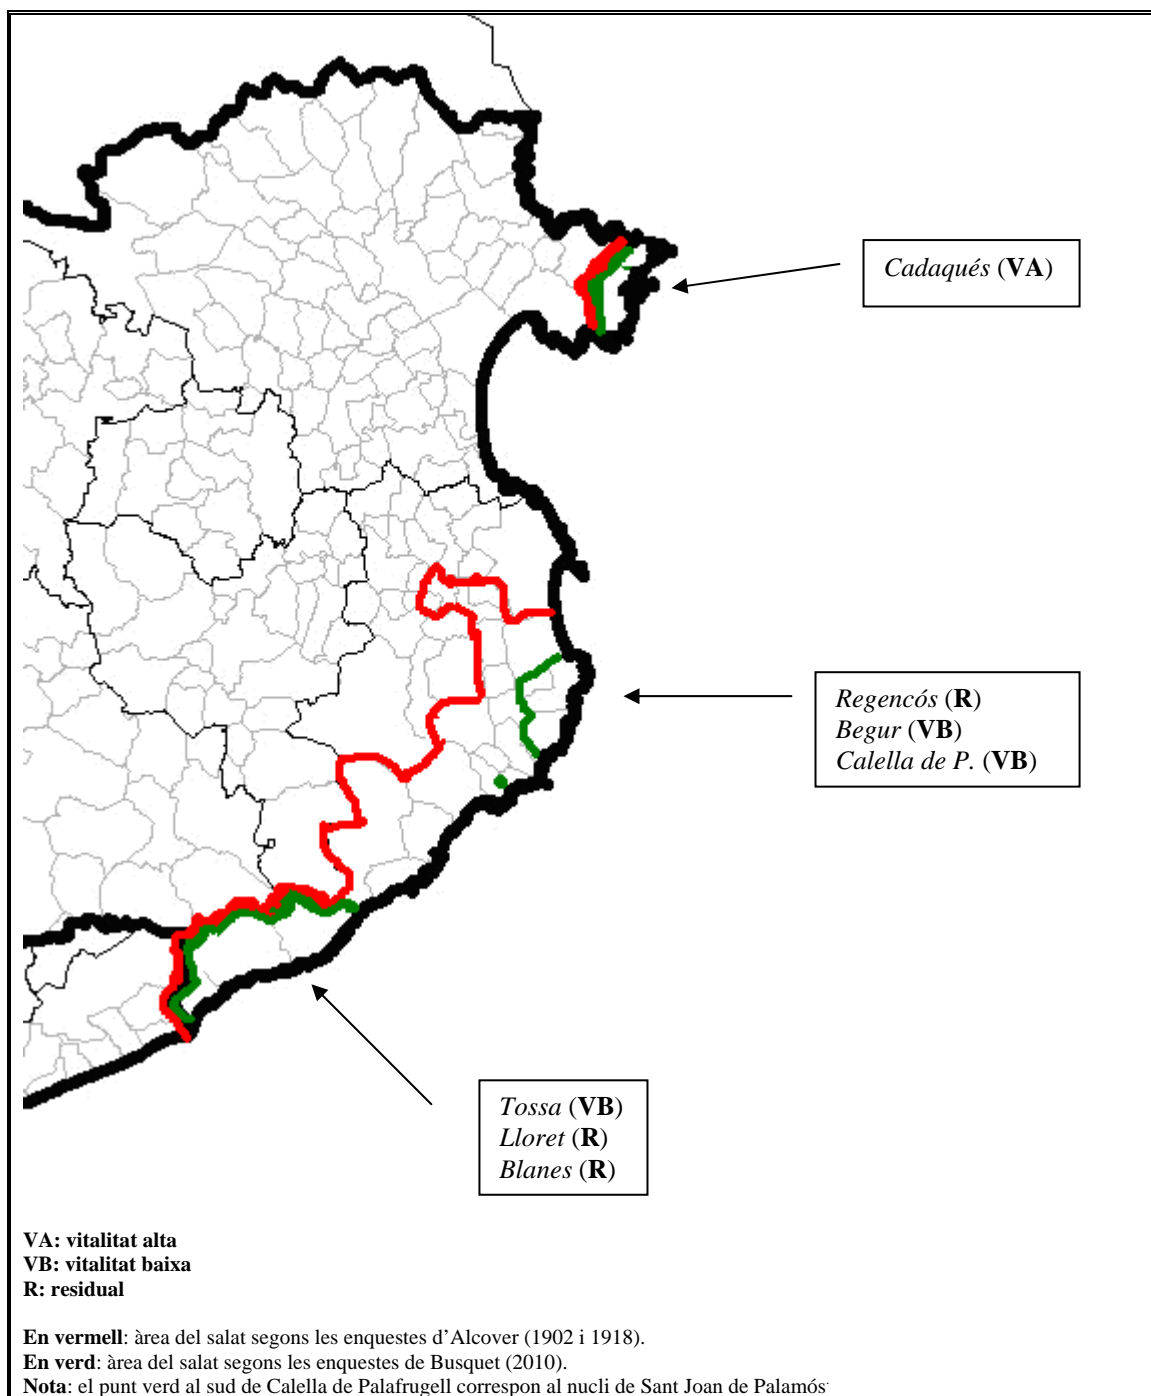 Cadaqués (VA)
Regencós (R)
Begur (VB)
Calella de P. (VB)
Tossa (VB)
Lloret (R)
Blanes (R)
VA: vitalitat alta
VB: vitalitat baixa
R: residual
En vermell: àrea del salat segons les enquestes d’Alcover (1902 i 1918).
En verd: àrea del salat segons les enquestes de Busquet (2010).
Nota: el punt verd al sud de Calella de Palafrugell correspon al nucli de Sant Joan de Palamós.